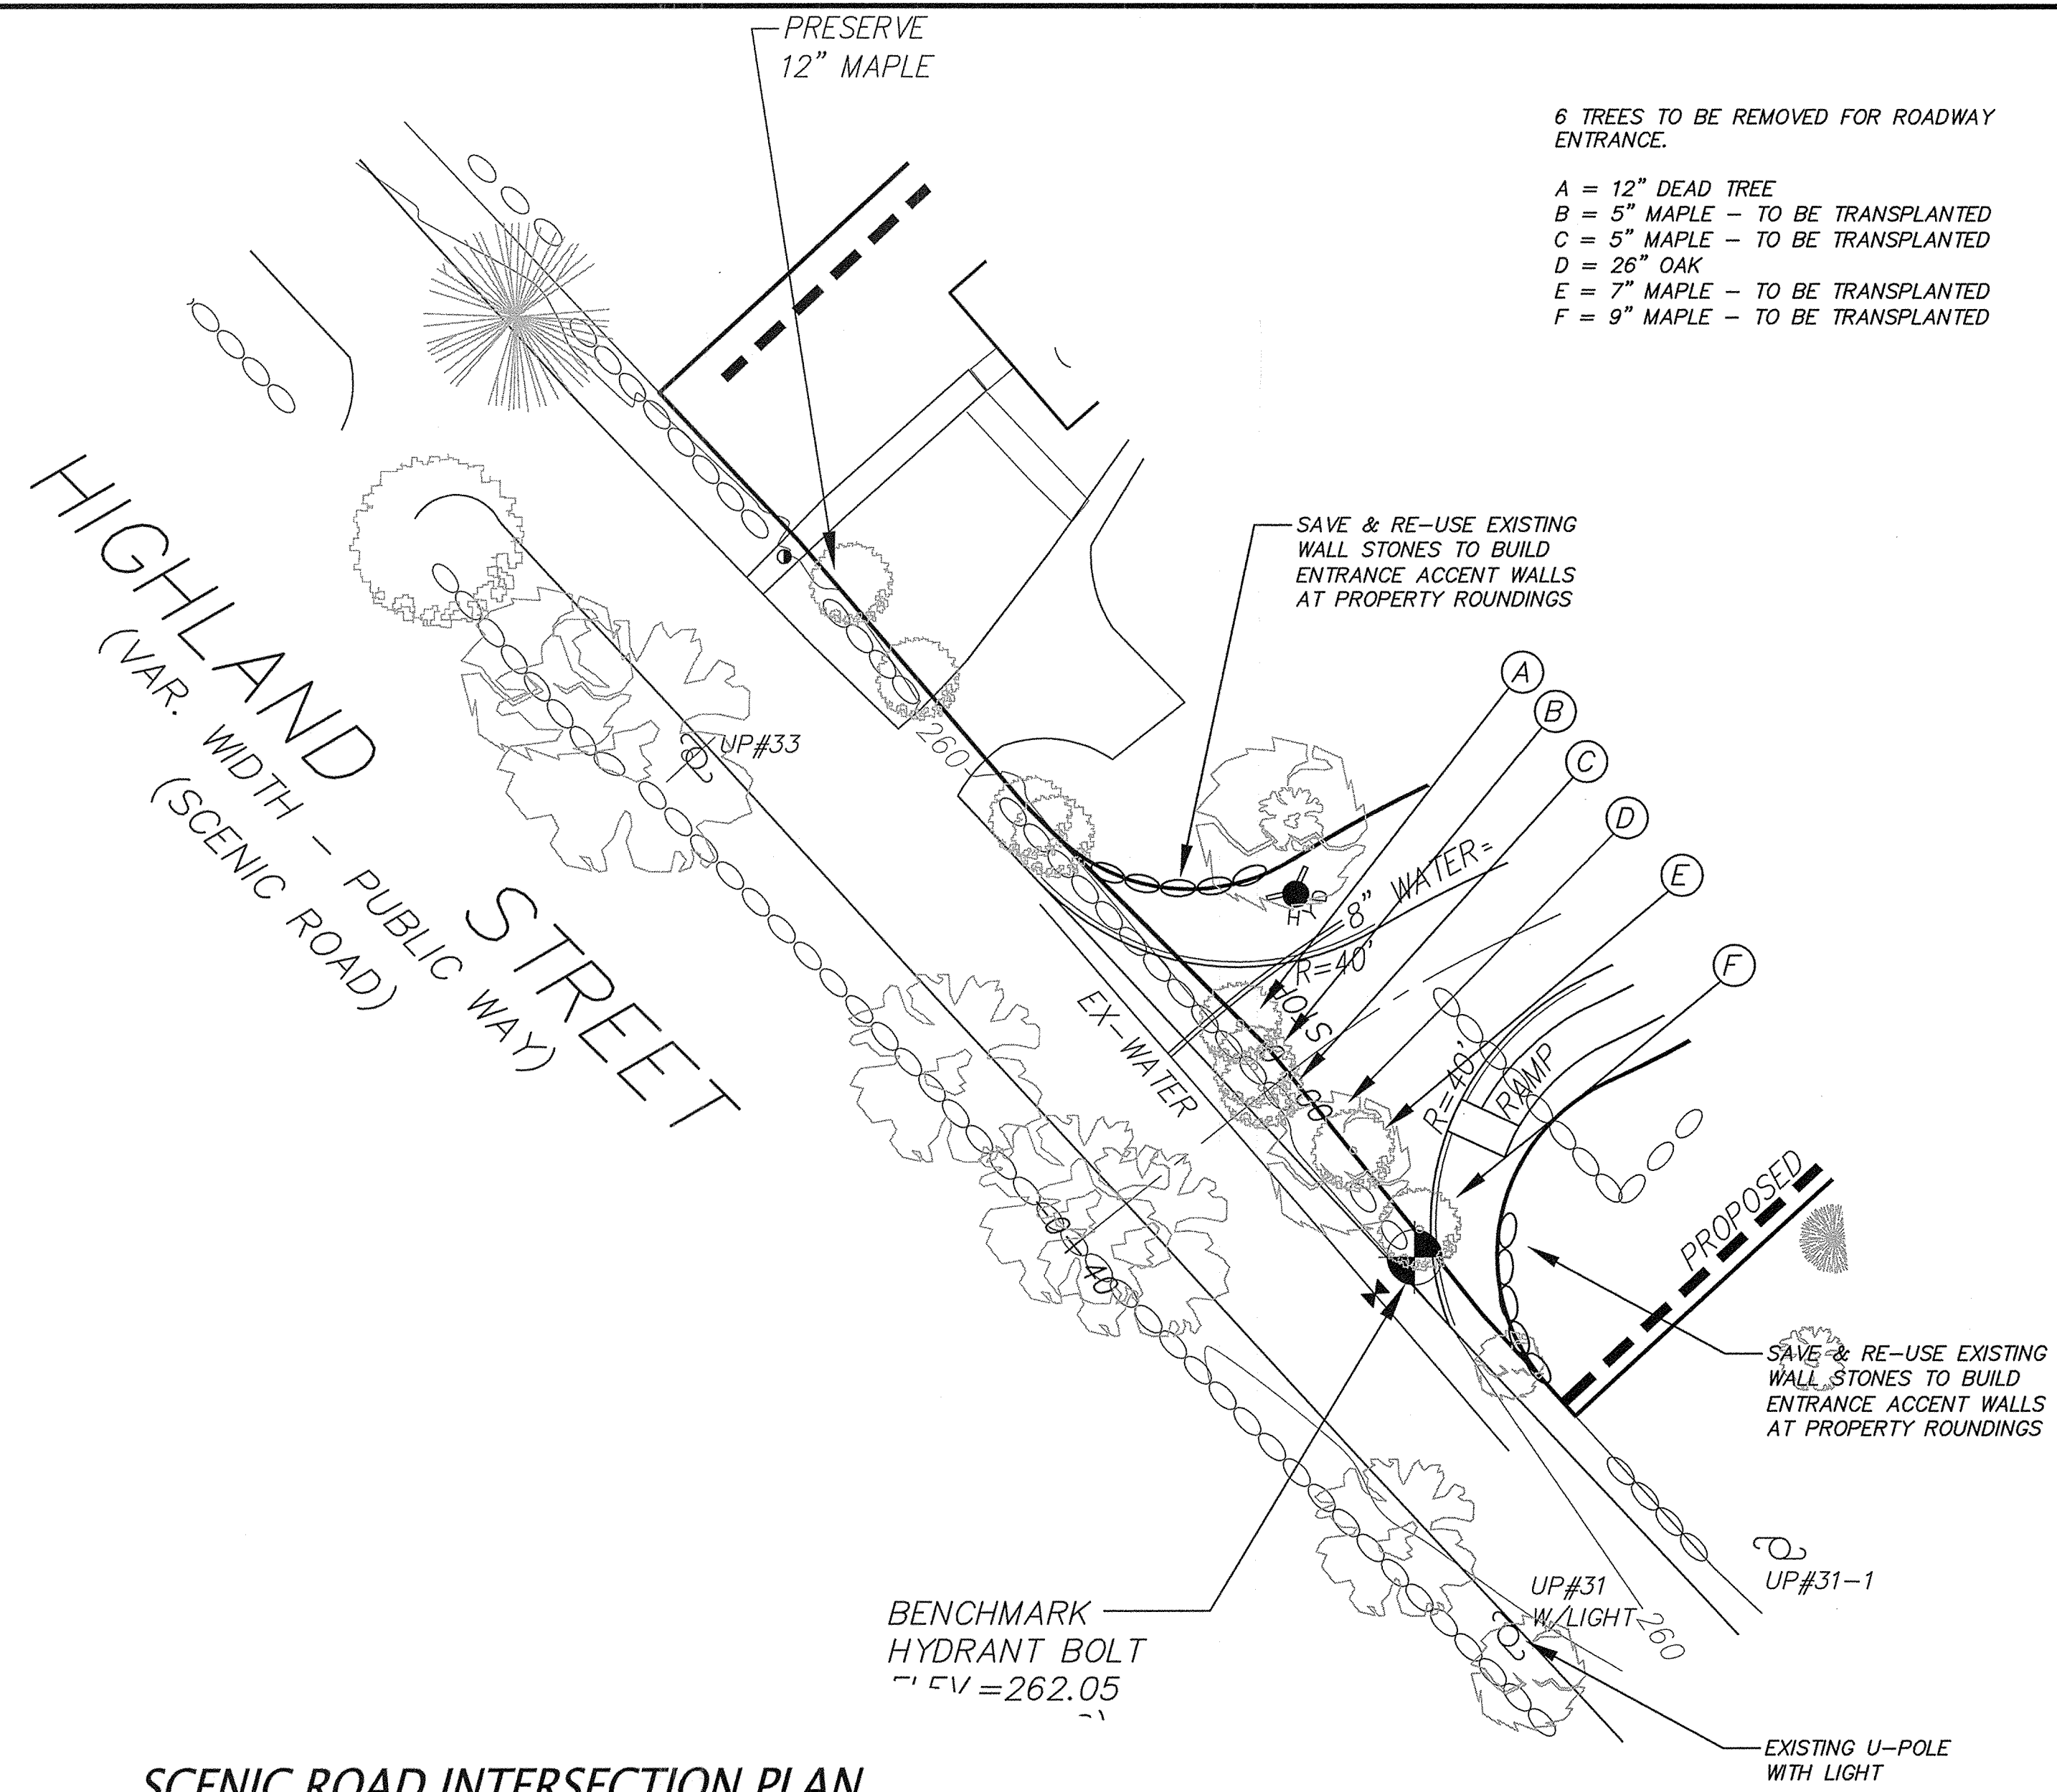 PRESERVE
12" MAPLE
6 TREES TO BE REMOVED FOR ROADWAY
ENTRANCE.
A = 12" DEAD TREE
B = 5" MAPLE – TO BE TRANSPLANTED
C = 5" MAPLE – TO BE TRANSPLANTED
D = 26" OAK
E = 7" MAPLE – TO BE TRANSPLANTED
F = 9" MAPLE – TO BE TRANSPLANTED
SAVE & RE-USE EXISTING
WALL STONES TO BUILD
ENTRANCE ACCENT WALLS
AT PROPERTY ROUNDINGS
HIGHLAND STREET
(VAR. WIDTH – PUBLIC WAY)
(SCENIC ROAD)
UP#33
260
A
B
C
D
E
F
8" WATER=
HYD
R=40'
STOP
EX-WATER
R=40'
RAMP
PROPOSED
40
SAVE & RE-USE EXISTING
WALL STONES TO BUILD
ENTRANCE ACCENT WALLS
AT PROPERTY ROUNDINGS
BENCHMARK
HYDRANT BOLT
ELEV=262.05
UP#31
W/LIGHT
260
UP#31-1
EXISTING U-POLE
WITH LIGHT
SCENIC ROAD INTERSECTION PLAN